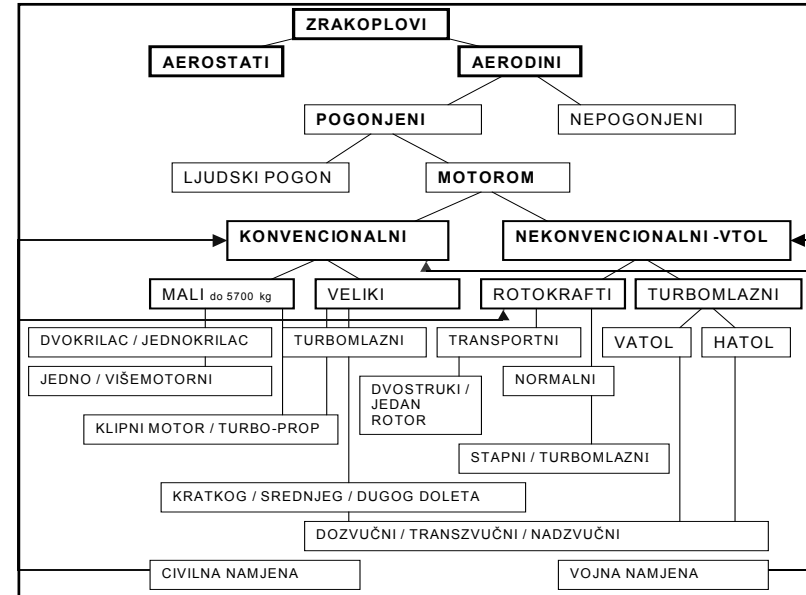 ZRAKOPLOVI
AEROSTATI
AERODINI
POGONJENI
NEPOGONJENI
LJUDSKI POGON
MOTOROM
KONVENCIONALNI
NEKONVENCIONALNI -VTOL
MALI do 5700 kg
VELIKI
ROTOKRAFTI
TURBOMLAZNI
DVOKRILAC / JEDNOKRILAC
TURBOMLAZNI
TRANSPORTNI
VATOL
HATOL
JEDNO / VIŠEMOTORNI
DVOSTRUKI /
JEDAN
ROTOR
NORMALNI
KLIPNI MOTOR / TURBO-PROP
STAPNI / TURBOMLAZNI
KRATKOG / SREDNJEG / DUGOG DOLETA
DOZVUČNI / TRANSZVUČNI / NADZVUČNI
CIVILNA NAMJENA
VOJNA NAMJENA